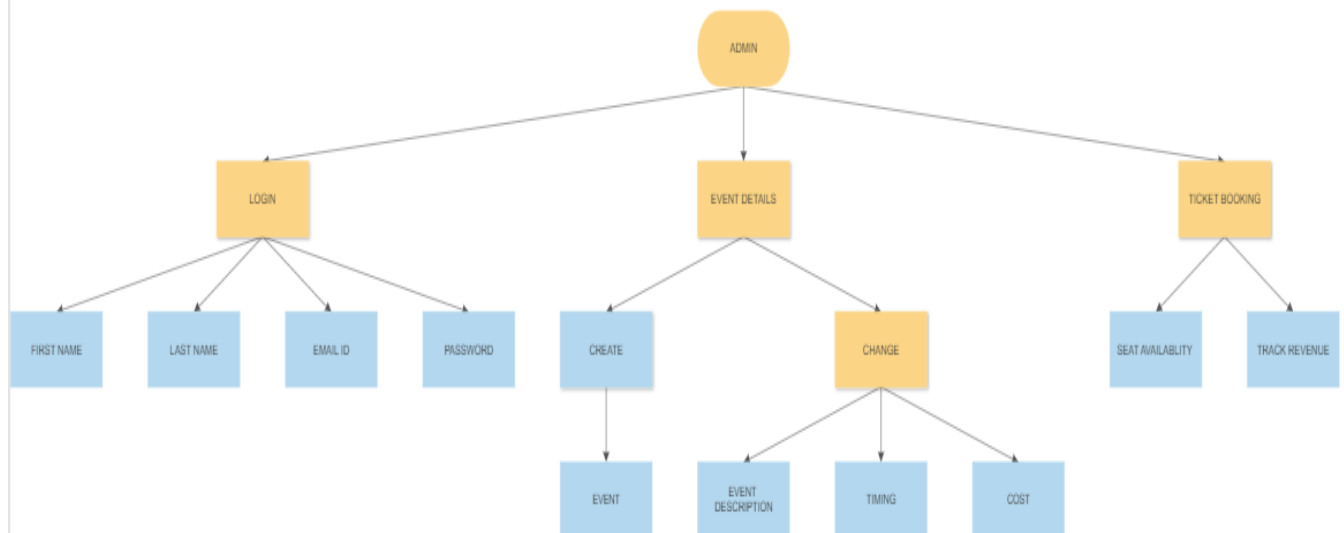 ADMIN
LOGIN
EVENT DETAILS
TICKET BOOKING
FIRST NAME
LAST NAME
EMAIL ID
PASSWORD
CREATE
CHANGE
SEAT AVAILABLITY
TRACK REVENUE
EVENT
EVENT
DESCRIPTION
TIMING
COST